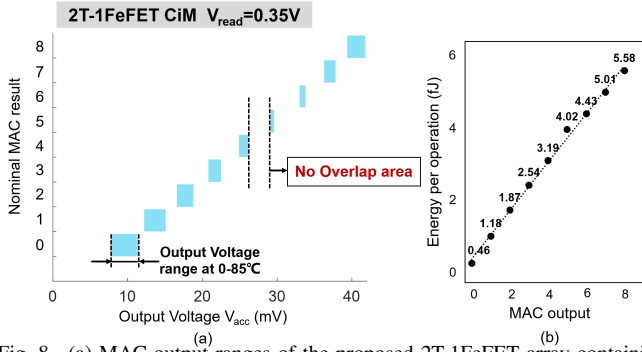 2T-1FeFET CiM Vread=0.35V
Nominal MAC result
8
7
6
5
4
3
2
1
0
No Overlap area
Output Voltage
range at 0-85℃
0 10 20 30 40
Output Voltage Vacc (mV)
(a)
Energy per operation (fJ)
6
4
2
0
5.58
5.01
4.43
4.02
3.19
2.54
1.87
1.18
0.46
0 2 4 6 8
MAC output
(b)
Fig. 8. (a) MAC output ranges of the proposed 2T-1FeFET array